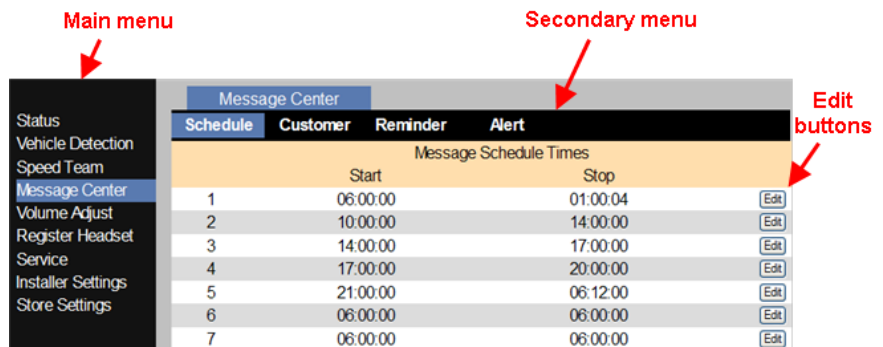 Main menu
Secondary menu
Edit buttons
Status
Vehicle Detection
Speed Team
Message Center
Volume Adjust
Register Headset
Service
Installer Settings
Store Settings
Message Center
Schedule Customer Reminder Alert
Message Schedule Times
Start Stop
1 06:00:00 01:00:04 Edit
2 10:00:00 14:00:00 Edit
3 14:00:00 17:00:00 Edit
4 17:00:00 20:00:00 Edit
5 21:00:00 06:12:00 Edit
6 06:00:00 06:00:00 Edit
7 06:00:00 06:00:00 Edit